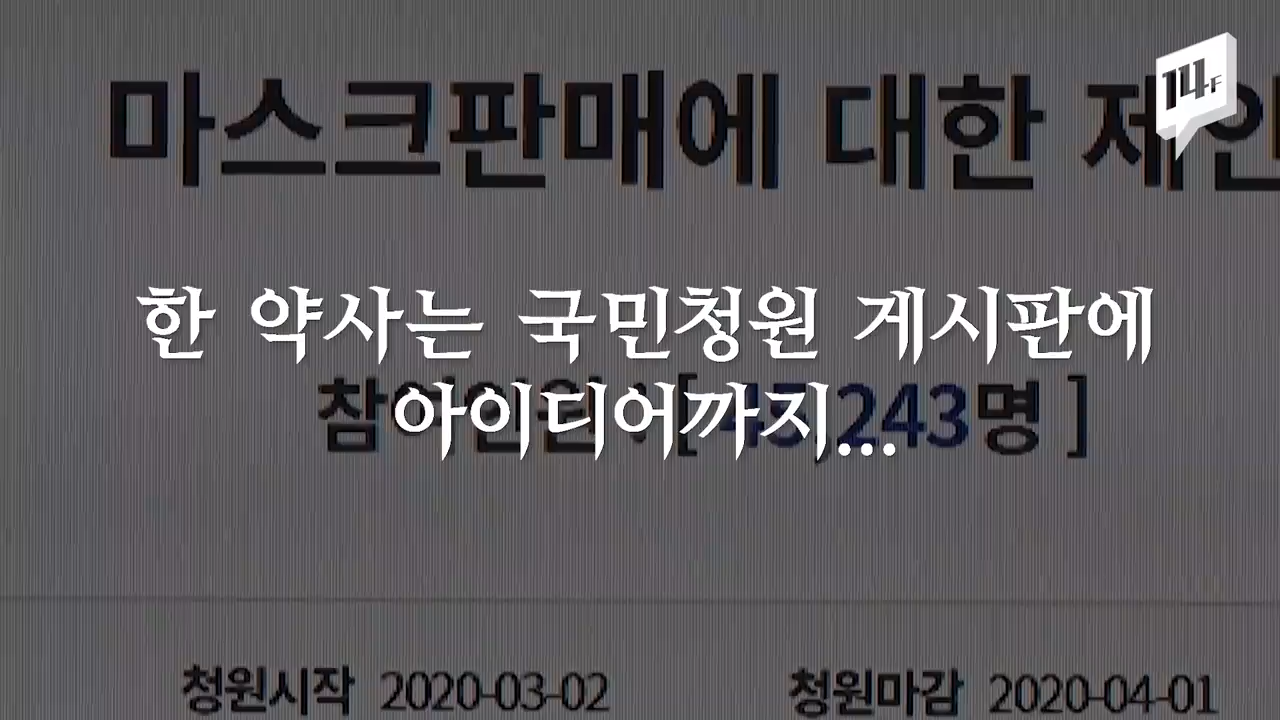 14F
마스크판매에 대한 제안
한 약사는 국민청원 게시판에
아이디어까지...
참여인원 : [ 45,243명 ]
청원시작 2020-03-02
청원마감 2020-04-01